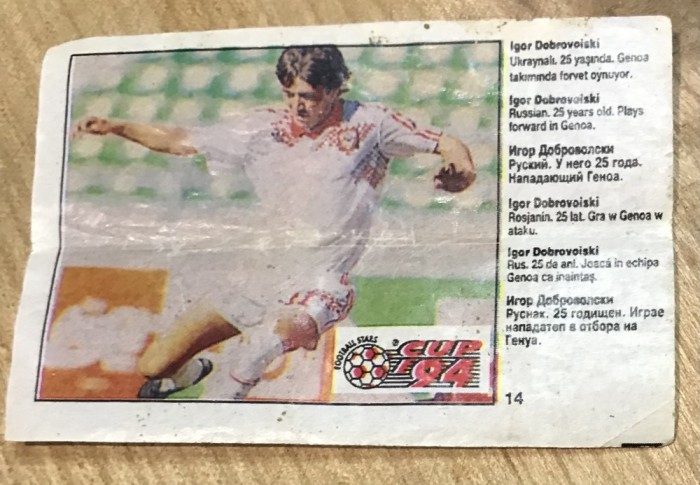 Igor Dobrovolski
Ukraynalı. 25 yaşında. Genoa
takımında forvet oynuyor.
Igor Dobrovolski
Russian. 25 years old. Plays
forward in Genoa.
Игор Доброволски
Руский. У него 25 года.
Нападающий Геноа.
Igor Dobrovolski
Rosjanin. 25 lat. Gra w Genoa w
ataku.
Igor Dobrovolski
Rus. 25 de ani. Joacă în echipa
Genoa ca înaintaş.
Игор Доброволски
Руснак. 25 годишен. Играе
нападател в отбора на
Генуа.
FOOTBALL STARS
®
CUP
'94
14